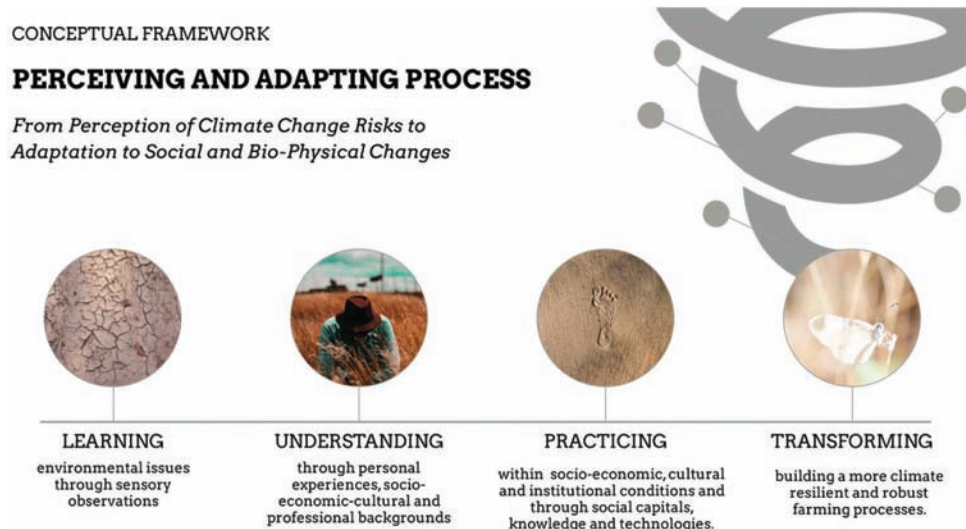 CONCEPTUAL FRAMEWORK
PERCEIVING AND ADAPTING PROCESS
From Perception of Climate Change Risks to
Adaptation to Social and Bio-Physical Changes
LEARNING
environmental issues
through sensory
observations
UNDERSTANDING
through personal
experiences, socio-
economic-cultural and
professional backgrounds
PRACTICING
within socio-economic, cultural
and institutional conditions and
through social capitals,
knowledge and technologies.
TRANSFORMING
building a more climate
resilient and robust
farming processes.